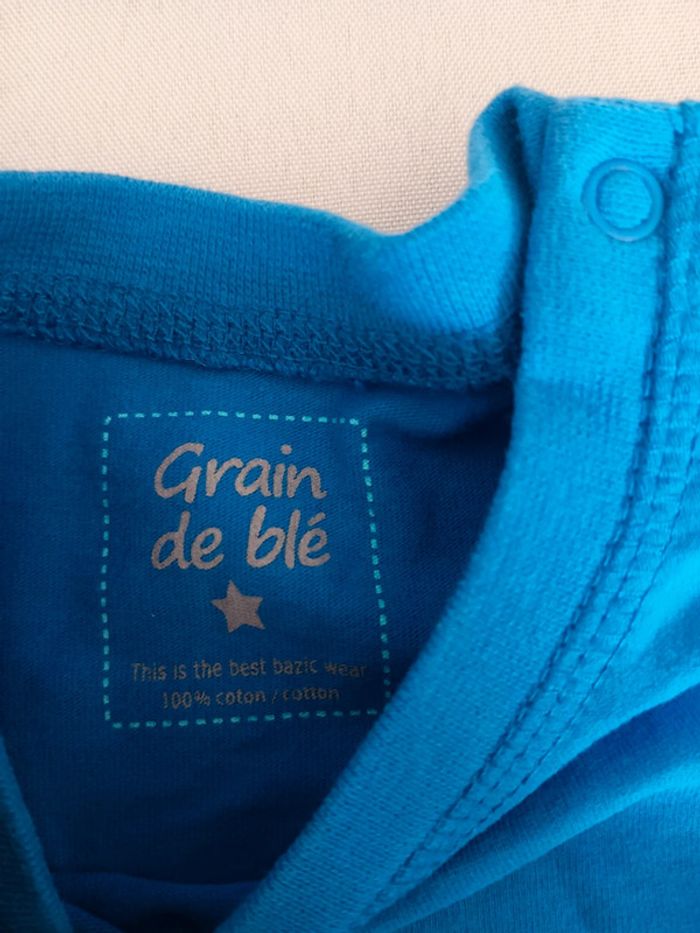 Grain
de blé
This is the best bazic wear
100% coton / cotton